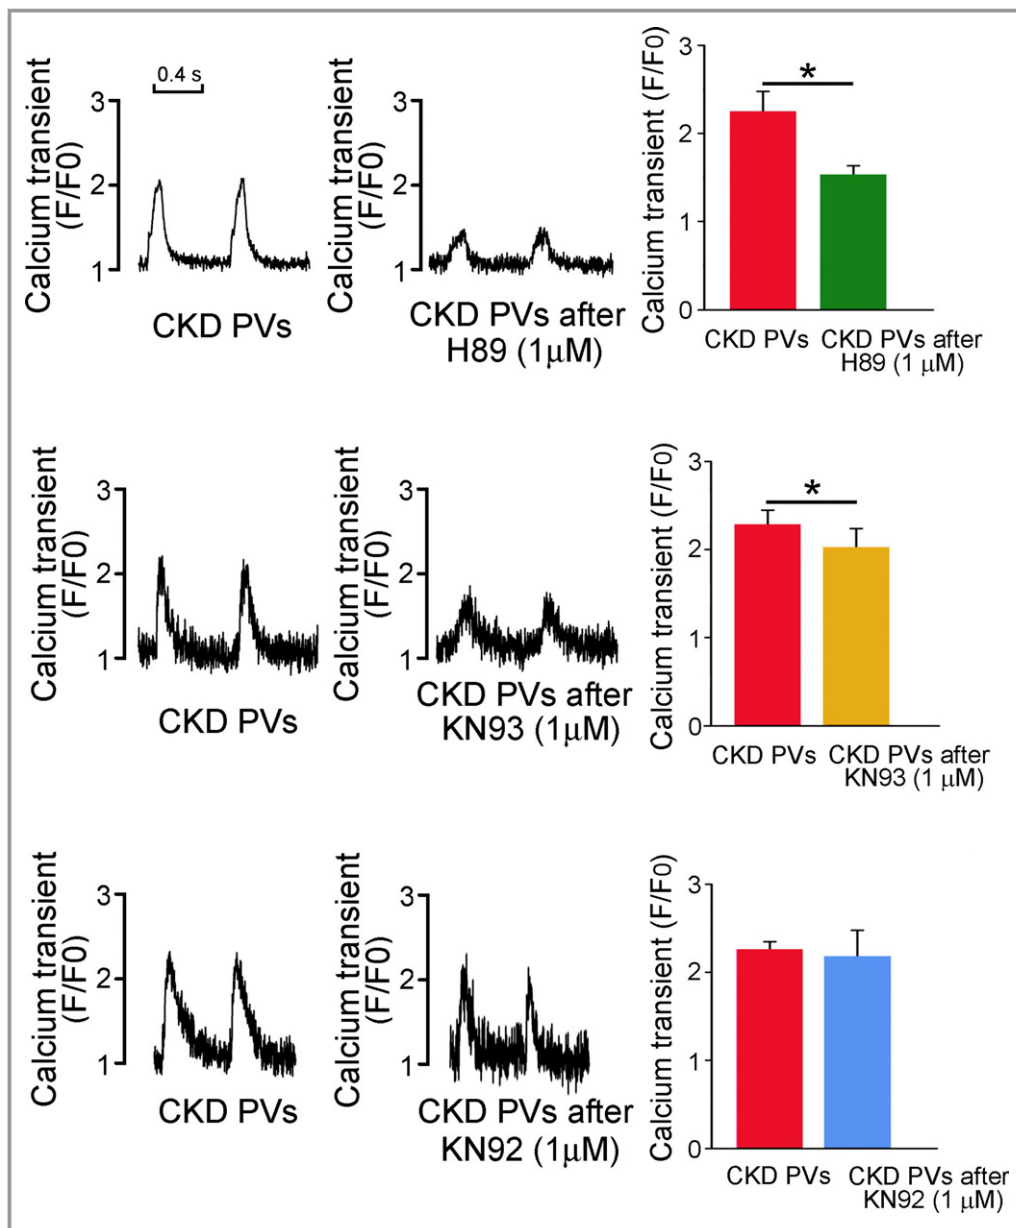 Calcium transient
(F/F0)
3
2
1
0.4 s
CKD PVs
Calcium transient
(F/F0)
3
2
1
CKD PVs after
H89 (1μM)
Calcium transient (F/F0)
3
2
1
0
*
CKD PVs
CKD PVs after
H89 (1 μM)
Calcium transient
(F/F0)
3
2
1
CKD PVs
Calcium transient
(F/F0)
3
2
1
CKD PVs after
KN93 (1μM)
Calcium transient (F/F0)
3
2
1
0
*
CKD PVs
CKD PVs after
KN93 (1 μM)
Calcium transient
(F/F0)
3
2
1
CKD PVs
Calcium transient
(F/F0)
3
2
1
CKD PVs after
KN92 (1μM)
Calcium transient (F/F0)
3
2
1
0
CKD PVs
CKD PVs after
KN92 (1 μM)